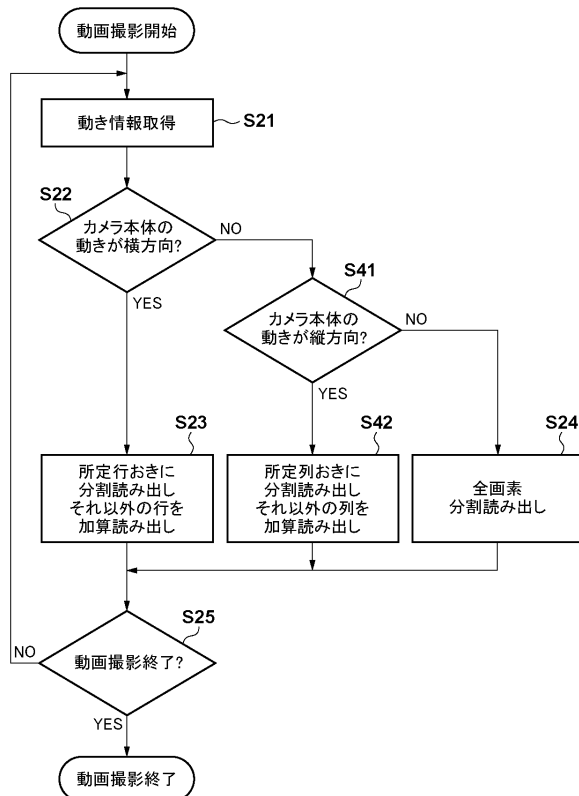 動画撮影開始
動き情報取得
S21
S22
カメラ本体の
動きが横方向?
NO
YES
S41
カメラ本体の
動きが縦方向?
NO
YES
S23
所定行おきに
分割読み出し
それ以外の行を
加算読み出し
S42
所定列おきに
分割読み出し
それ以外の列を
加算読み出し
S24
全画素
分割読み出し
S25
動画撮影終了?
NO
YES
動画撮影終了